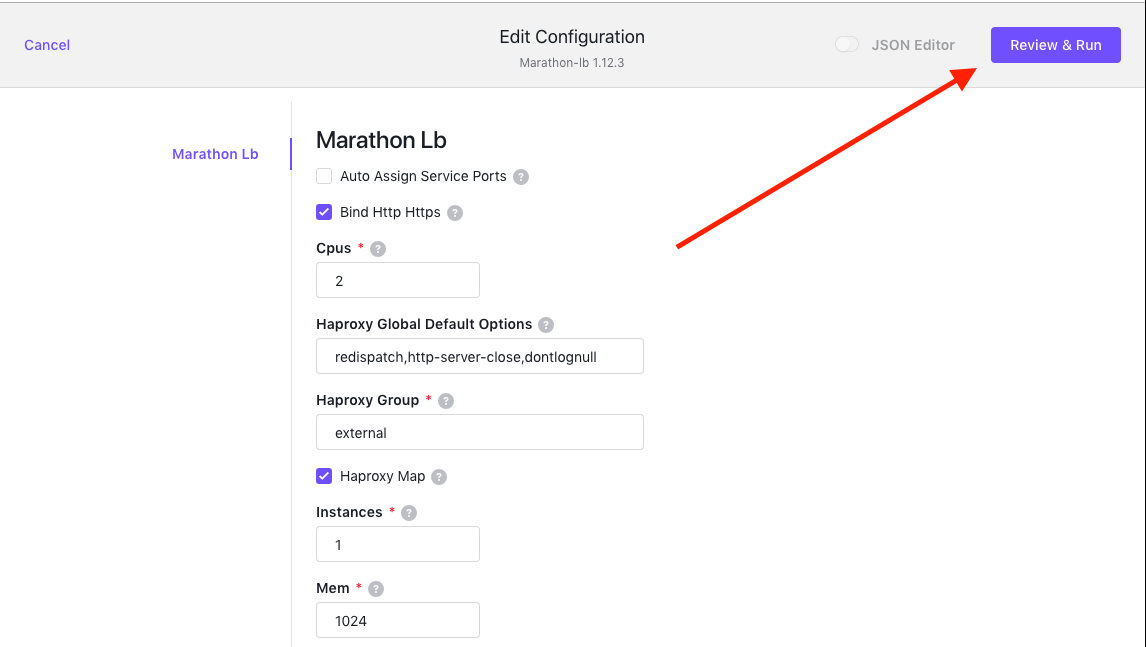 Cancel
Edit Configuration
Marathon-lb 1.12.3
JSON Editor
Review & Run
Marathon Lb
Marathon Lb
Auto Assign Service Ports ?
Bind Http Https ?
Cpus * ?
2
Haproxy Global Default Options ?
redispatch,http-server-close,dontlognull
Haproxy Group * ?
external
Haproxy Map ?
Instances * ?
1
Mem * ?
1024